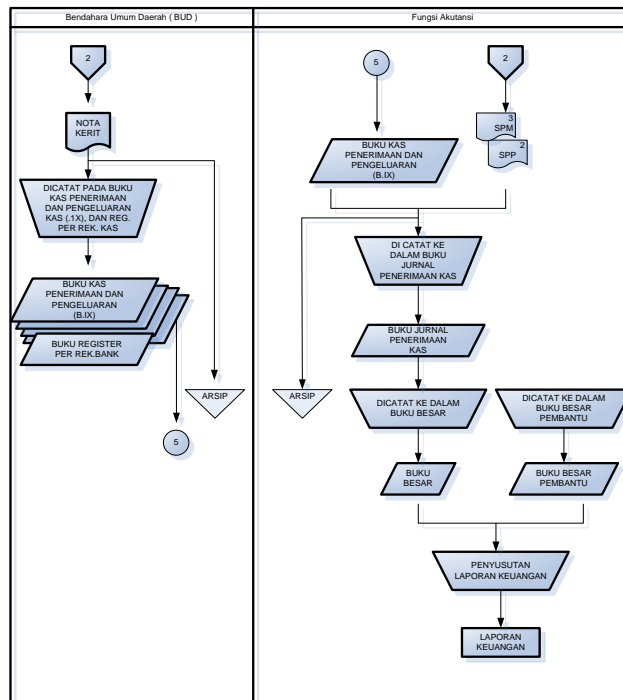 Bendahara Umum Daerah ( BUD )
2
NOTA
KERIT
DICATAT PADA BUKU
KAS PENERIMAAN
DAN PENGELUARAN
KAS (.1X), DAN REG.
PER REK. KAS
BUKU KAS
PENERIMAAN DAN
PENGELUARAN
(B.IX)
BUKU REGISTER
PER REK.BANK
ARSIP
5
Fungsi Akutansi
5
2
BUKU KAS
PENERIMAAN DAN
PENGELUARAN
(B.IX)
3
SPM
2
SPP
DI CATAT KE
DALAM BUKU
JURNAL
PENERIMAAN KAS
BUKU JURNAL
PENERIMAAN
KAS
ARSIP
DICATAT KE DALAM
BUKU BESAR
DICATAT KE DALAM
BUKU BESAR
PEMBANTU
BUKU
BESAR
BUKU BESAR
PEMBANTU
PENYUSUTAN
LAPORAN KEUANGAN
LAPORAN
KEUANGAN